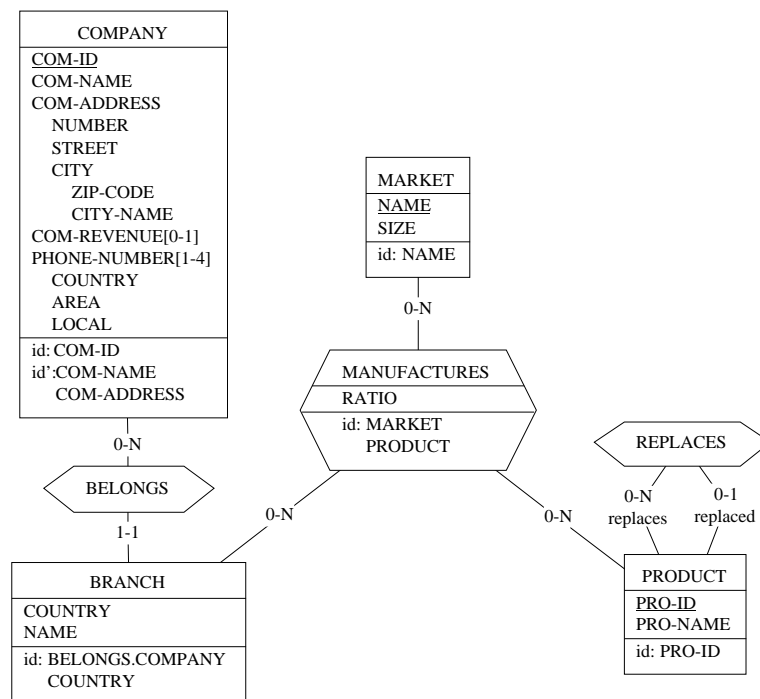 COMPANY
COM-ID
COM-NAME
COM-ADDRESS
NUMBER
STREET
CITY
ZIP-CODE
CITY-NAME
COM-REVENUE[0-1]
PHONE-NUMBER[1-4]
COUNTRY
AREA
LOCAL
id: COM-ID
id':COM-NAME
COM-ADDRESS
0-N
BELONGS
1-1
BRANCH
COUNTRY
NAME
id: BELONGS.COMPANY
COUNTRY
MARKET
NAME
SIZE
id: NAME
0-N
MANUFACTURES
RATIO
id: MARKET
PRODUCT
0-N
0-N
REPLACES
0-N
replaces
0-1
replaced
PRODUCT
PRO-ID
PRO-NAME
id: PRO-ID